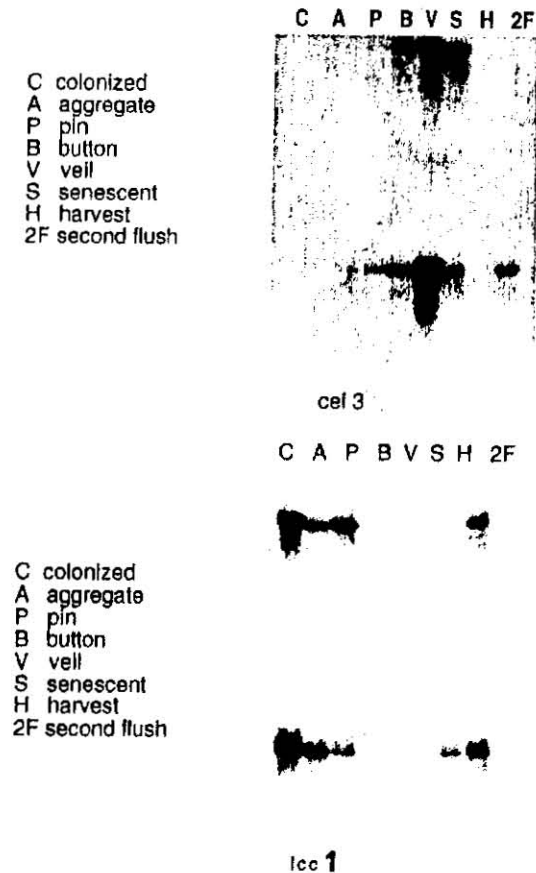 C A P B V S H 2F
C colonized
A aggregate
P pin
B button
V veil
S senescent
H harvest
2F second flush
cel 3
C A P B V S H 2F
C colonized
A aggregate
P pin
B button
V veil
S senescent
H harvest
2F second flush
lcc 1